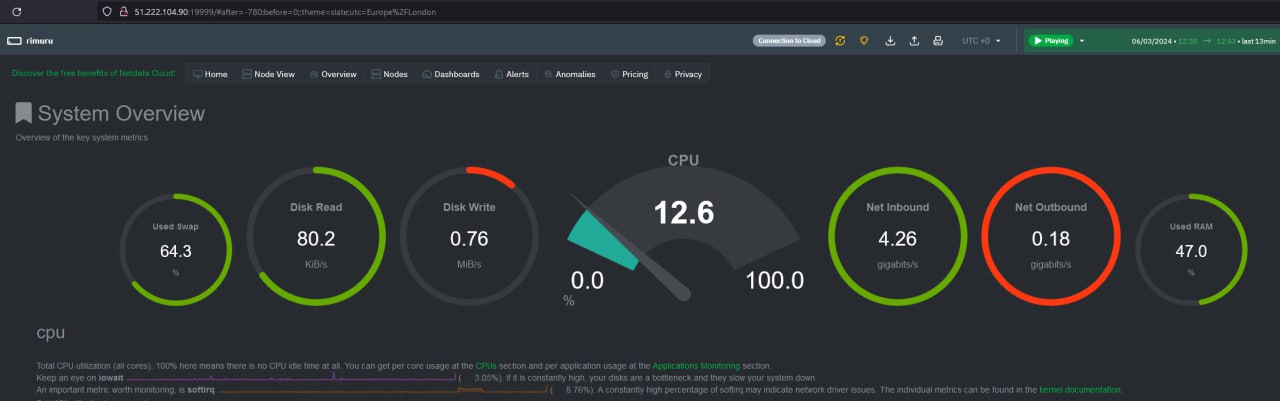 51.222.104.90:19999/#after=-780;before=0;;theme=slate;utc=Europe%2FLondon
rimuru
Connection to Cloud
UTC +0
Playing
06/03/2024 • 12:30 → 12:43 • last 13min
Discover the free benefits of Netdata Cloud:
Home
Node View
Overview
Nodes
Dashboards
Alerts
Anomalies
Pricing
Privacy
System Overview
Overview of the key system metrics.
Used Swap
64.3
%
Disk Read
80.2
KiB/s
Disk Write
0.76
MiB/s
CPU
12.6
0.0
100.0
%
Net Inbound
4.26
gigabits/s
Net Outbound
0.18
gigabits/s
Used RAM
47.0
%
cpu
Total CPU utilization (all cores). 100% here means there is no CPU idle time at all. You can get per core usage at the CPUs section and per application usage at the Applications Monitoring section.
Keep an eye on iowait ( 3.05%). If it is constantly high, your disks are a bottleneck and they slow your system down.
An important metric worth monitoring, is softirq ( 8.76%). A constantly high percentage of softirq may indicate network driver issues. The individual metrics can be found in the kernel documentation.